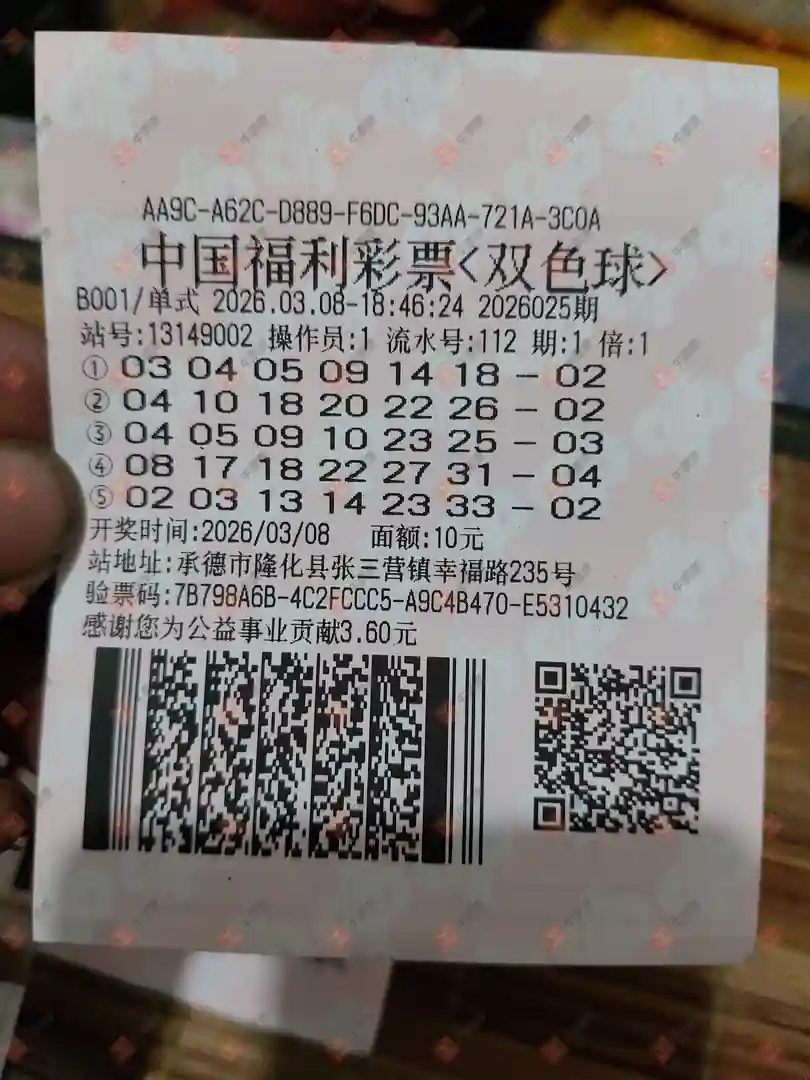 AA9C-A62C-D889-F6DC-93AA-721A-3C0A
中国福利彩票<双色球>
B001/单式 2026.03.08-18:46:24 2026025期
站号:13149002 操作员:1 流水号:112 期:1 倍:1
① 03 04 05 09 14 18 - 02
② 04 10 18 20 22 26 - 02
③ 04 05 09 10 23 25 - 03
④ 08 17 18 22 27 31 - 04
⑤ 02 03 13 14 23 33 - 02
开奖时间:2026/03/08 面额:10元
站地址:承德市隆化县张三营镇幸福路235号
验票码:7B798A6B-4C2FCCC5-A9C4B470-E5310432
感谢您为公益事业贡献3.60元